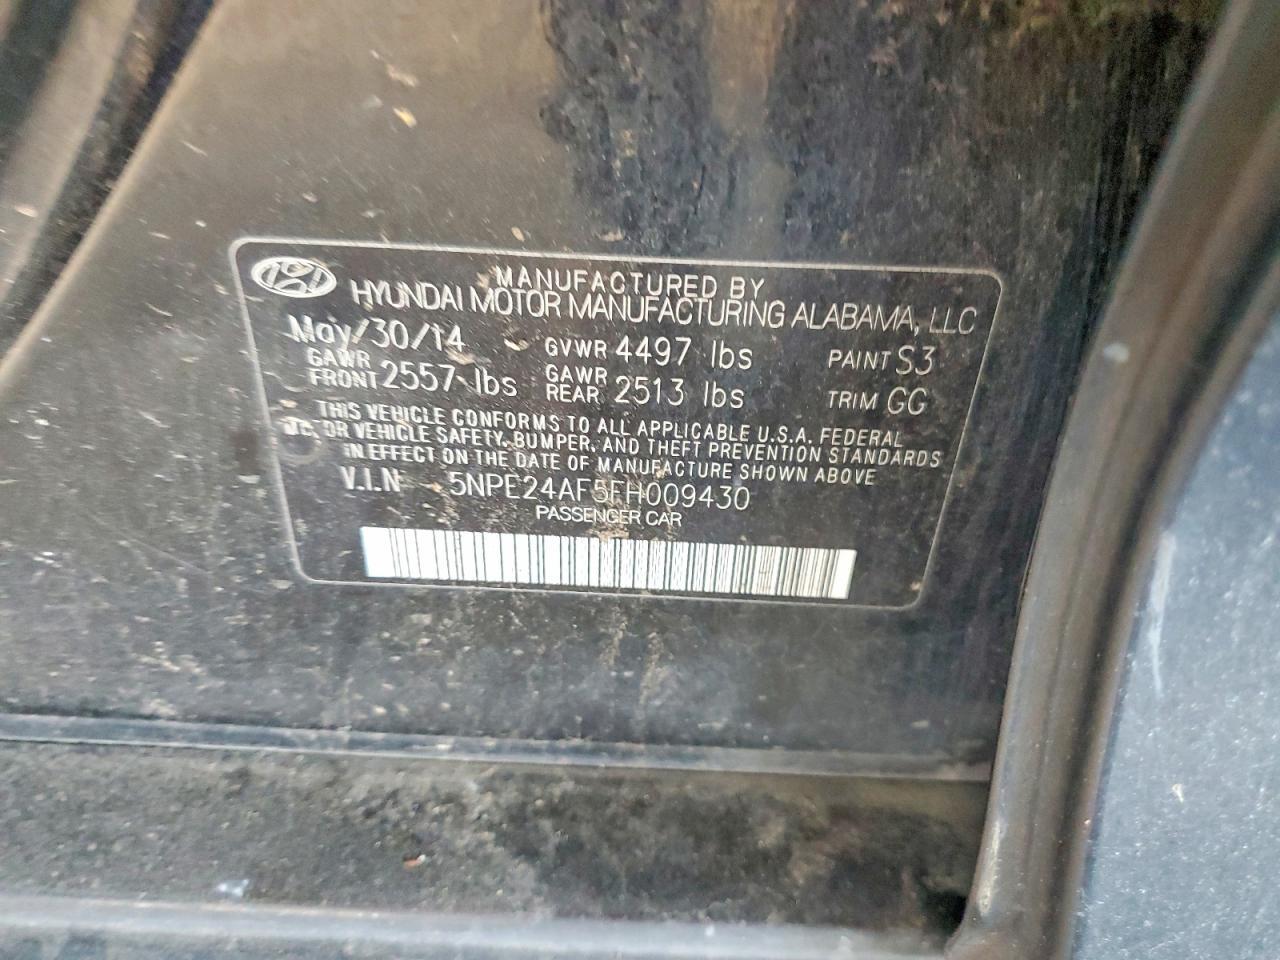 MANUFACTURED BY
HYUNDAI MOTOR MANUFACTURING ALABAMA, LLC
May/30/14 GVWR 4497 lbs PAINT S3
GAWR FRONT 2557 lbs GAWR REAR 2513 lbs TRIM GG
THIS VEHICLE CONFORMS TO ALL APPLICABLE U.S.A. FEDERAL
OR VEHICLE SAFETY, BUMPER, AND THEFT PREVENTION STANDARDS
IN EFFECT ON THE DATE OF MANUFACTURE SHOWN ABOVE
V.I.N 5NPE24AF5FH009430
PASSENGER CAR